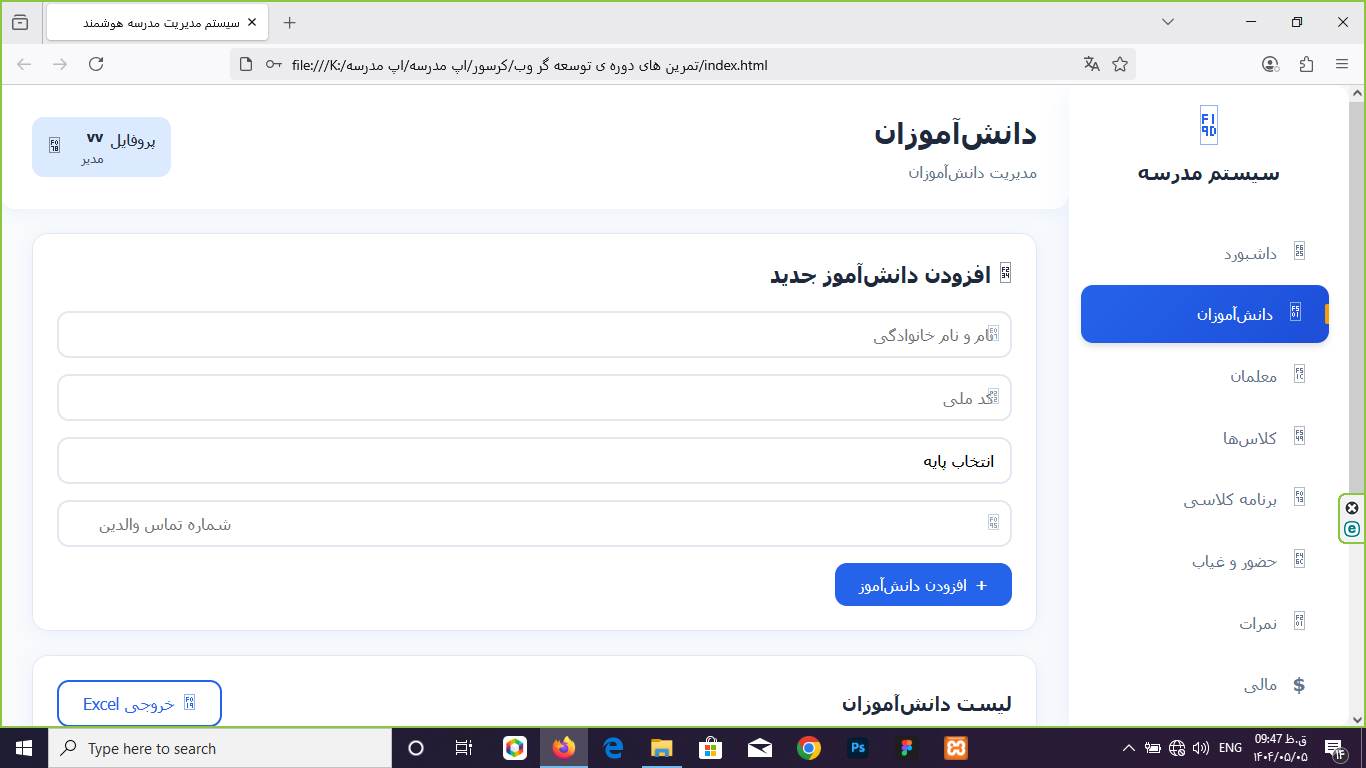 سیستم مدیریت مدرسه هوشمند
file:///K:/تمرین های دوره ی توسعه گر وب/کرسور/اپ مدرسه/اپ مدرسه/index.html
سیستم مدرسه
داشبورد
دانش‌آموزان
معلمان
کلاس‌ها
برنامه کلاسی
حضور و غیاب
نمرات
$ مالی
دانش‌آموزان
مدیریت دانش‌آموزان
پروفایل vv
مدیر
افزودن دانش‌آموز جدید
نام و نام خانوادگی
کد ملی
انتخاب پایه
شماره تماس والدین
+ افزودن دانش‌آموز
لیست دانش‌آموزان
خروجی Excel
Type here to search
Ps
ENG
09:47 ق.ظ
۱۴۰۴/۰۵/۰۵
۱۴